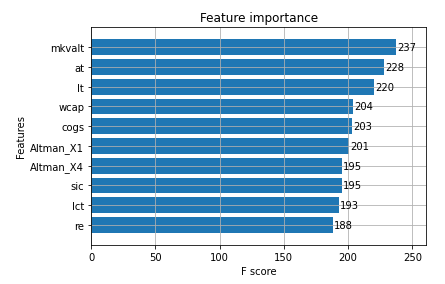 Feature importance
mkvalt 237
at 228
lt 220
wcap 204
cogs 203
Altman_X1 201
Altman_X4 195
sic 195
lct 193
re 188
Features
0 50 100 150 200 250
F score